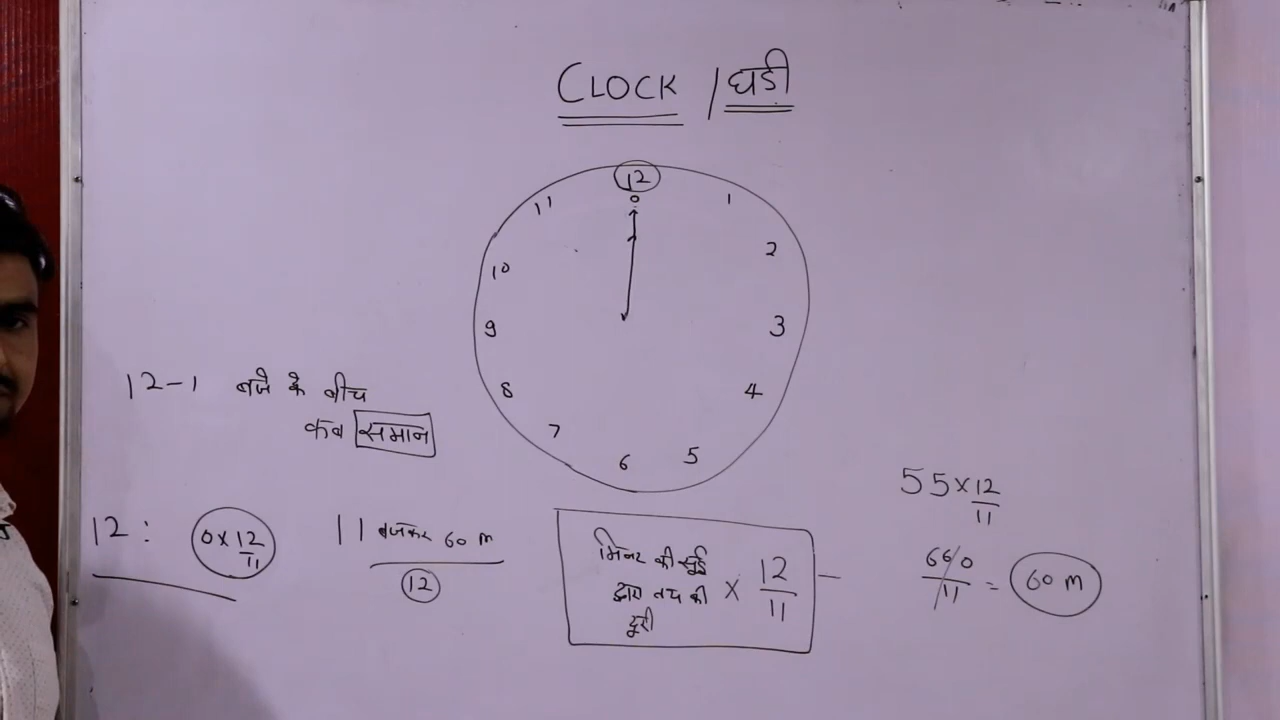 CLOCK / घडी
12
11
1
10
2
9
3
8
4
7
5
6
12-1 बजे के बीच
कब समान
12 : 0 x 12/11
11 बजकर 60 m
12
मिनट की सूई
द्वारा तय की
दूरी
x 12/11
55 x 12/11
660/11 = 60 m